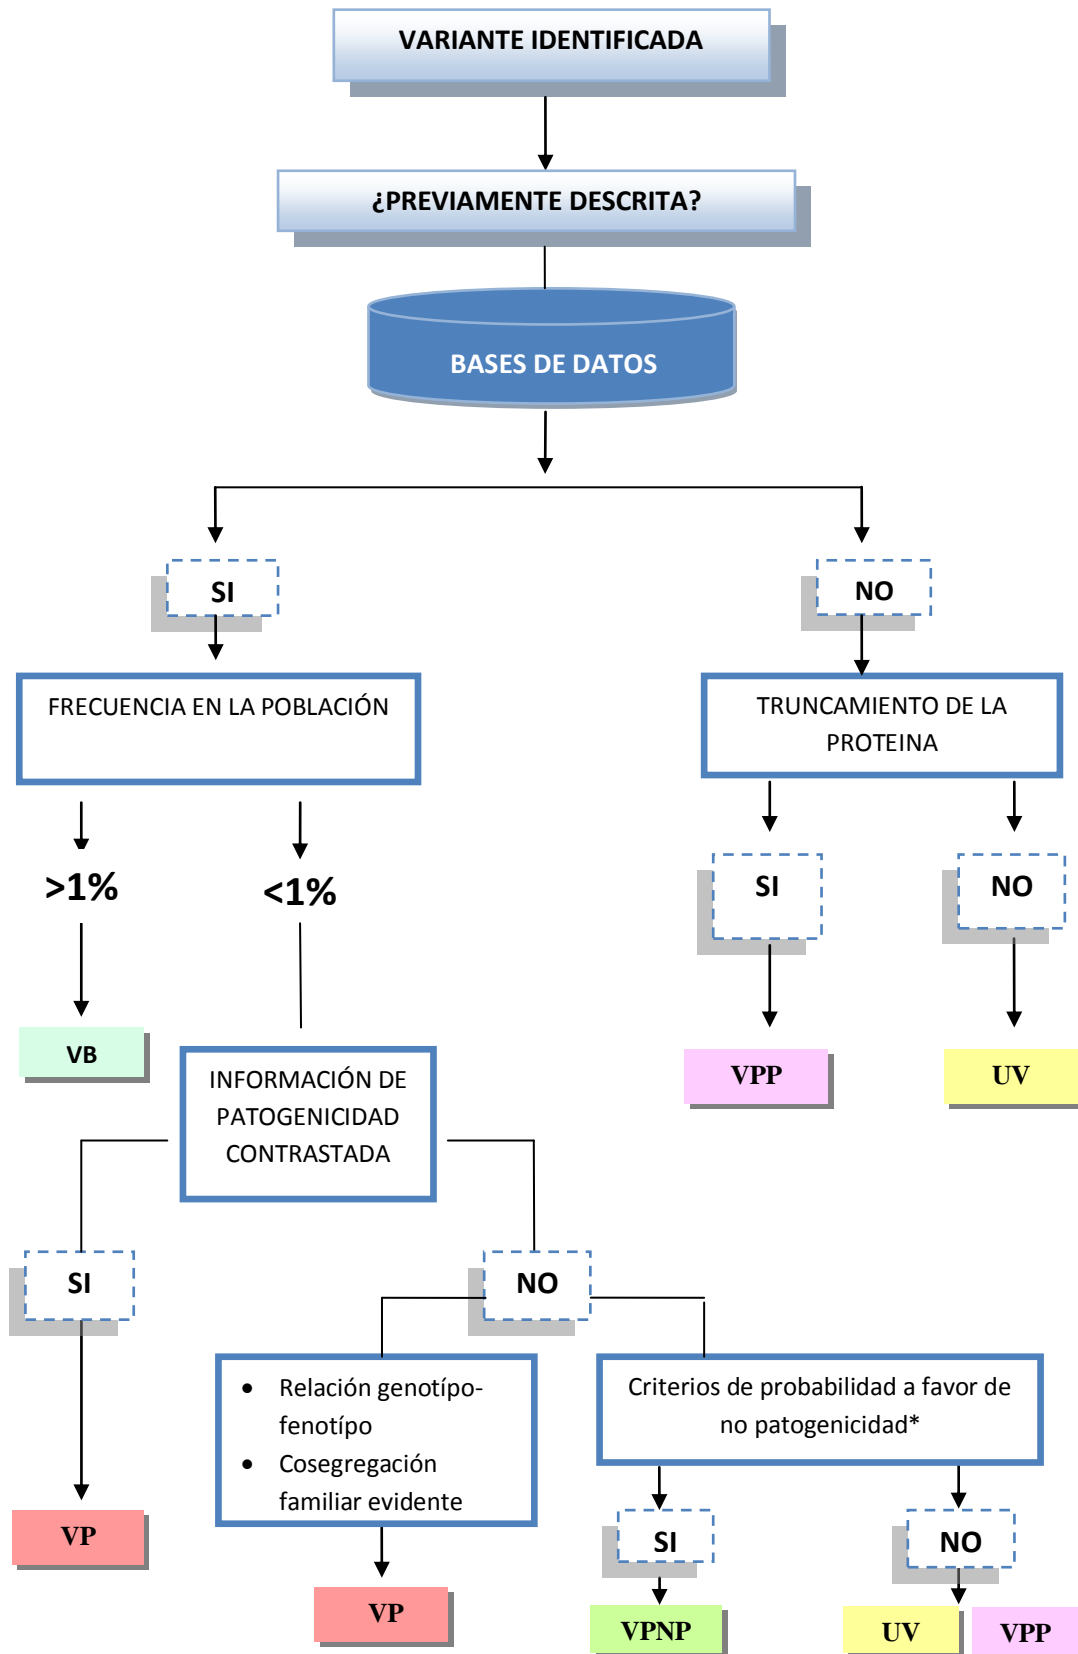 VARIANTE IDENTIFICADA
¿PREVIAMENTE DESCRITA?
BASES DE DATOS
SI
NO
FRECUENCIA EN LA POBLACIÓN
TRUNCAMIENTO DE LA
PROTEINA
>1%
<1%
SI
NO
VB
INFORMACIÓN DE
PATOGENICIDAD
CONTRASTADA
VPP
UV
SI
NO
• Relación genotípo-
fenotípo
• Cosegregación
familiar evidente
Criterios de probabilidad a favor de
no patogenicidad*
VP
SI
NO
VP
VPNP
UV
VPP